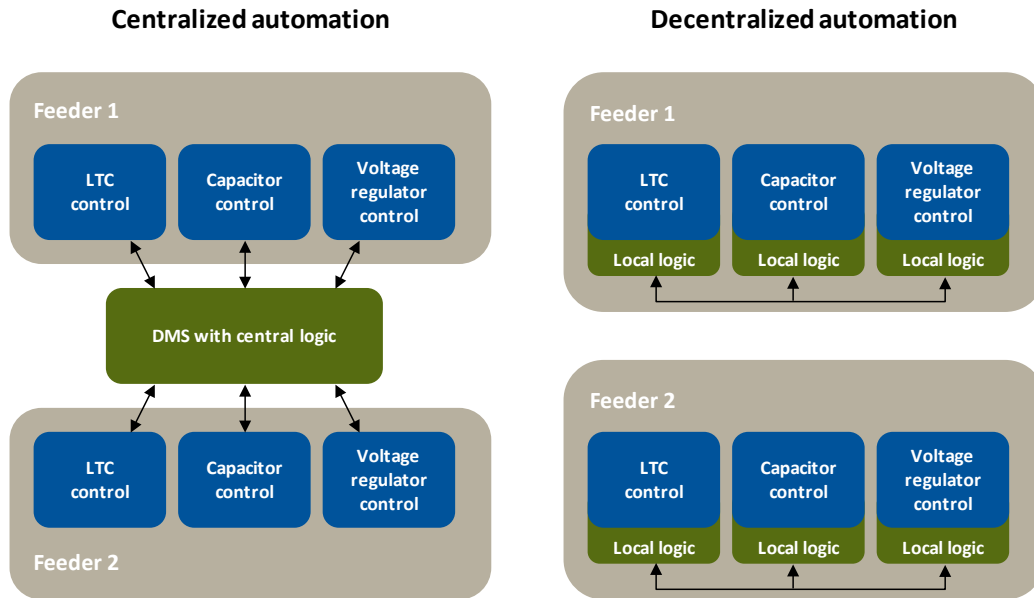 Centralized automation
Feeder 1
LTC
control
Capacitor
control
Voltage
regulator
control
DMS with central logic
LTC
control
Capacitor
control
Voltage
regulator
control
Feeder 2
Decentralized automation
Feeder 1
LTC
control
Capacitor
control
Voltage
regulator
control
Local logic
Local logic
Local logic
Feeder 2
LTC
control
Capacitor
control
Voltage
regulator
control
Local logic
Local logic
Local logic